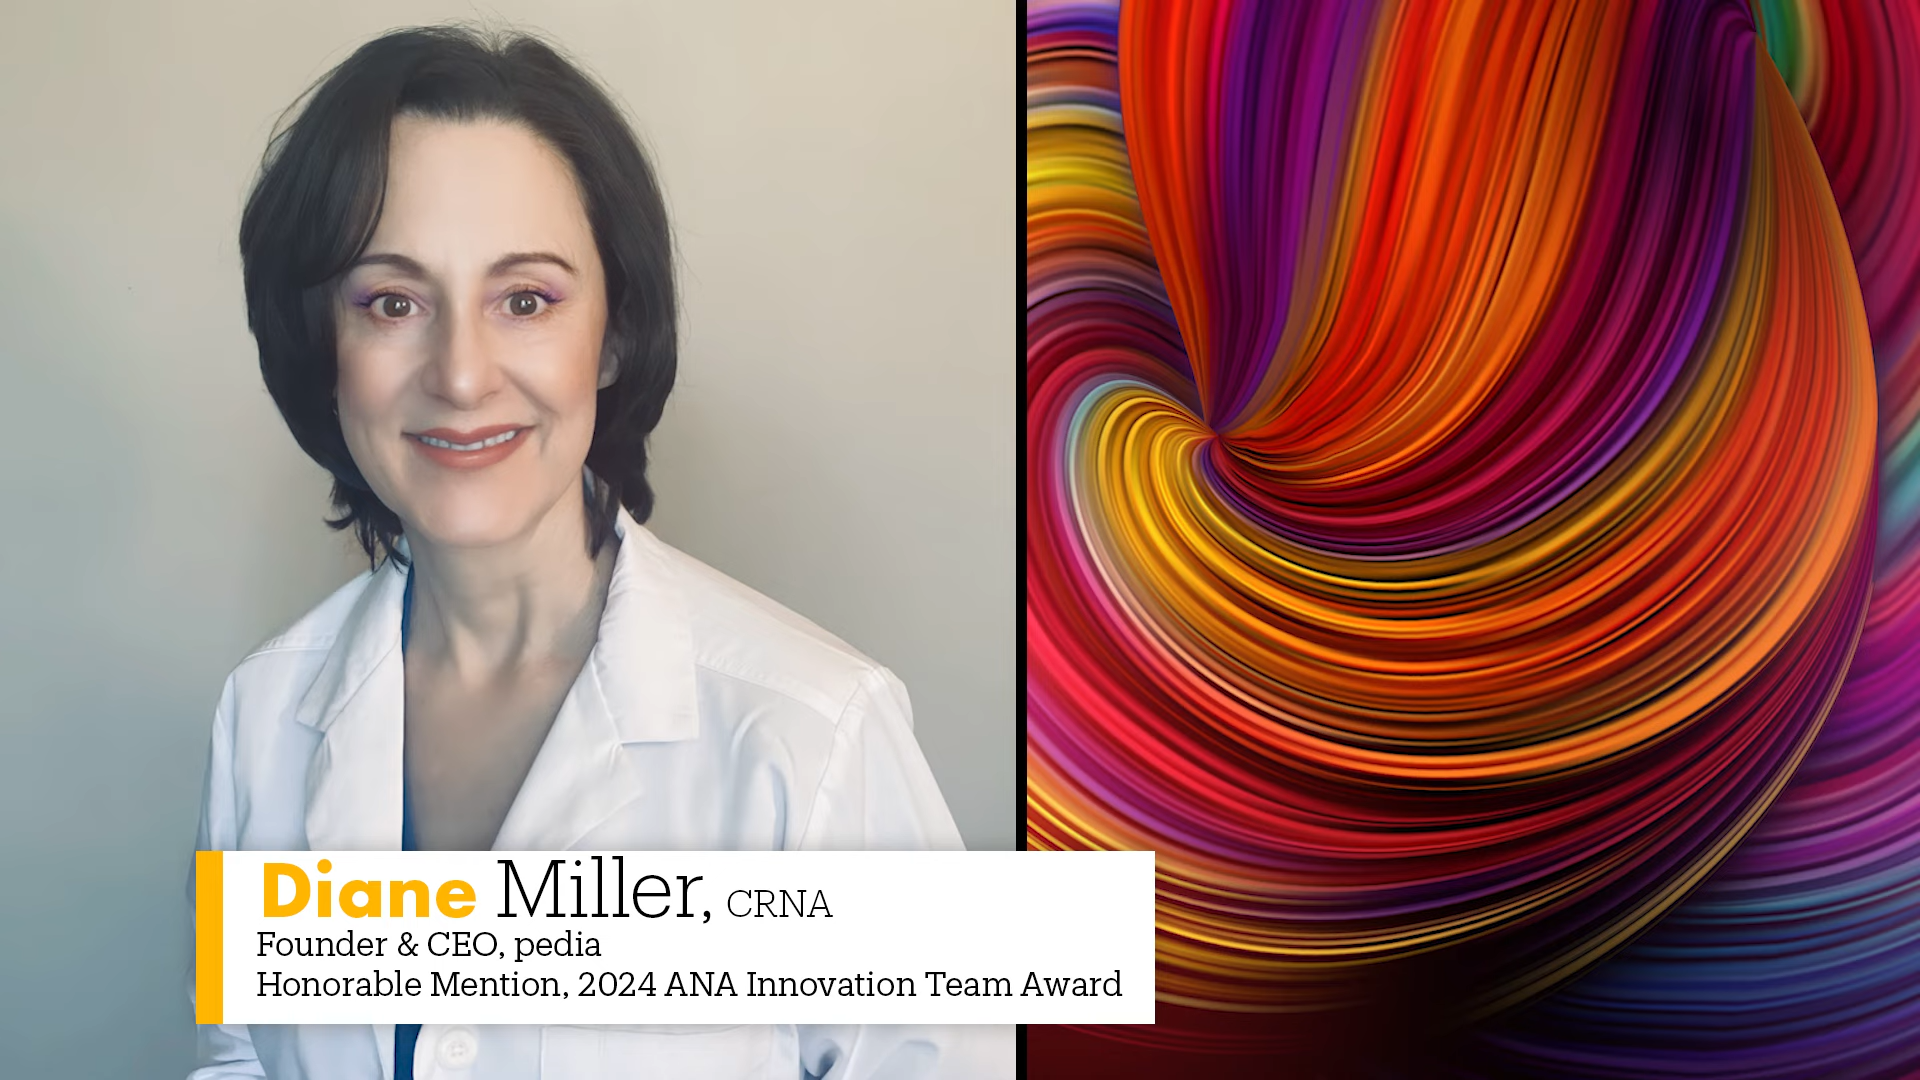 Diane Miller, CRNA
Founder & CEO, pedia
Honorable Mention, 2024 ANA Innovation Team Award